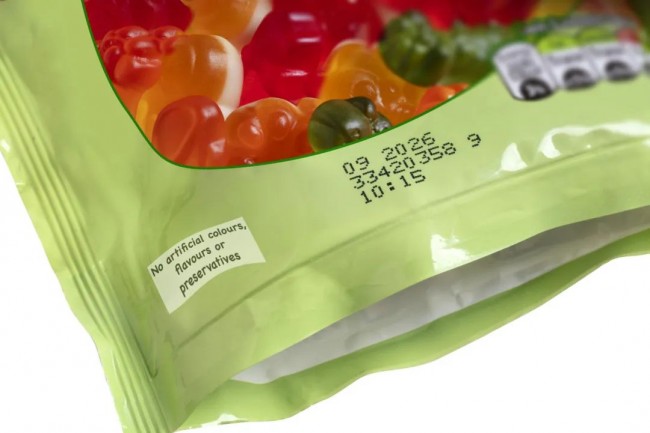 09 2026
33420358 9
10:15
No artificial colours,
flavours or
preservatives